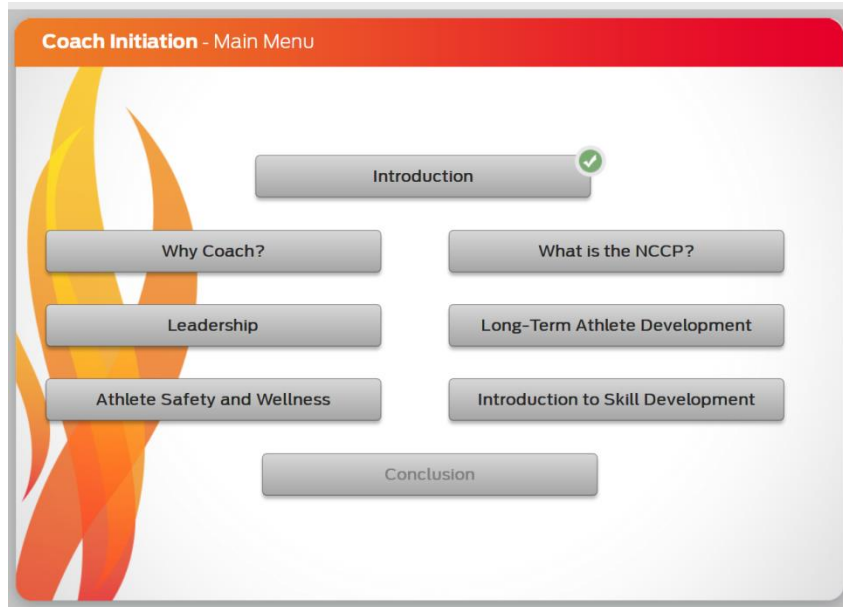 Coach Initiation - Main Menu
Introduction
Why Coach?
What is the NCCP?
Leadership
Long-Term Athlete Development
Athlete Safety and Wellness
Introduction to Skill Development
Conclusion